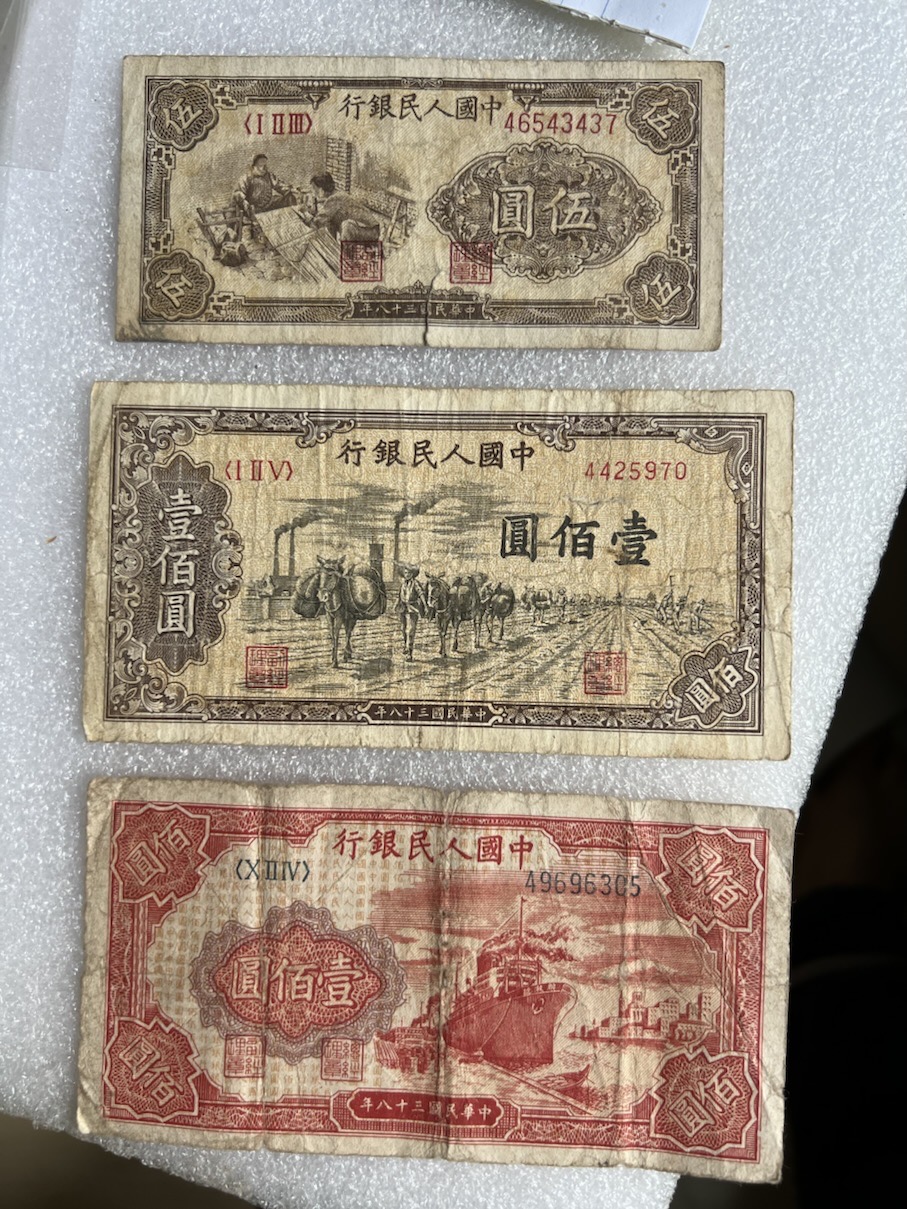 中國人民銀行
伍
〈Ⅰ Ⅱ Ⅲ〉
46543437
伍
伍圓
伍
伍
中華民國三十八年
中國人民銀行
〈Ⅰ Ⅱ Ⅴ〉
4425970
壹佰圓
壹佰圓
佰圓
中華民國三十八年
中國人民銀行
佰圓
佰圓
〈Ⅹ Ⅱ Ⅳ〉
49696305
壹佰圓
佰圓
佰圓
中華民國三十八年